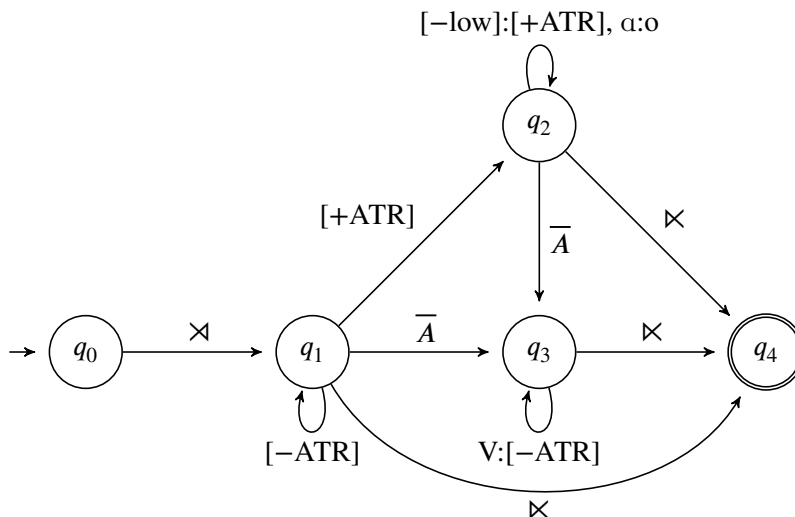 [−low]:[+ATR], ɑ:o
q₂
[+ATR]
⋉
A̅
q₀
⋊
q₁
A̅
q₃
⋉
q₄
[−ATR]
V:[−ATR]
⋉